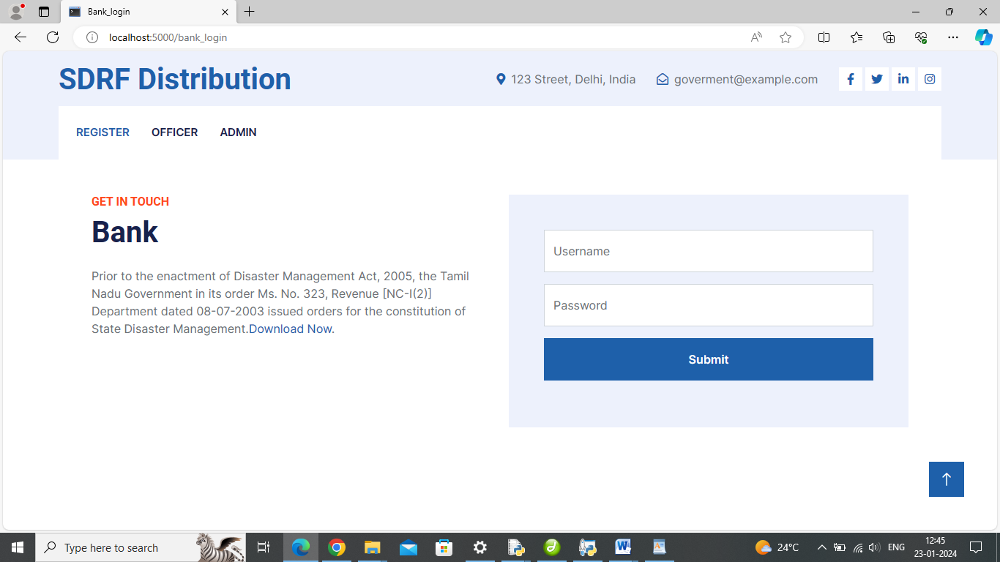 Bank_login
localhost:5000/bank_login
SDRF Distribution
123 Street, Delhi, India
goverment@example.com
REGISTER
OFFICER
ADMIN
GET IN TOUCH
Bank
Prior to the enactment of Disaster Management Act, 2005, the Tamil
Nadu Government in its order Ms. No. 323, Revenue [NC-I(2)]
Department dated 08-07-2003 issued orders for the constitution of
State Disaster Management.Download Now.
Username
Password
Submit
Type here to search
24°C
ENG
12:45
23-01-2024